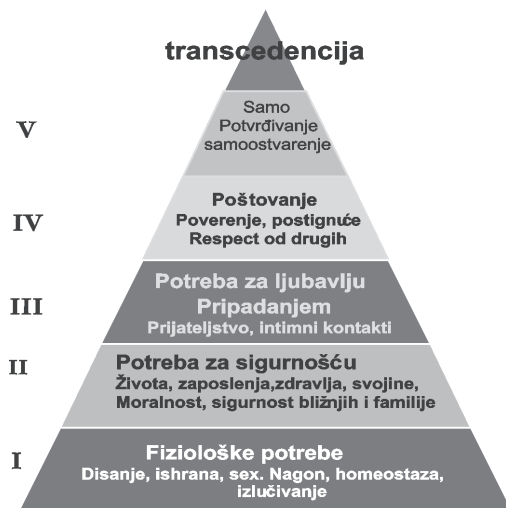 transcedencija
V
Samo
Potvrđivanje
samoostvarenje
IV
Poštovanje
Poverenje, postignuće
Respect od drugih
III
Potreba za ljubavlju
Pripadanjem
Prijateljstvo, intimni kontakti
II
Potreba za sigurnošću
Života, zaposlenja,zdravlja, svojine,
Moralnost, sigurnost bližnjih i familije
I
Fiziološke potrebe
Disanje, ishrana, sex. Nagon, homeostaza,
izlučivanje